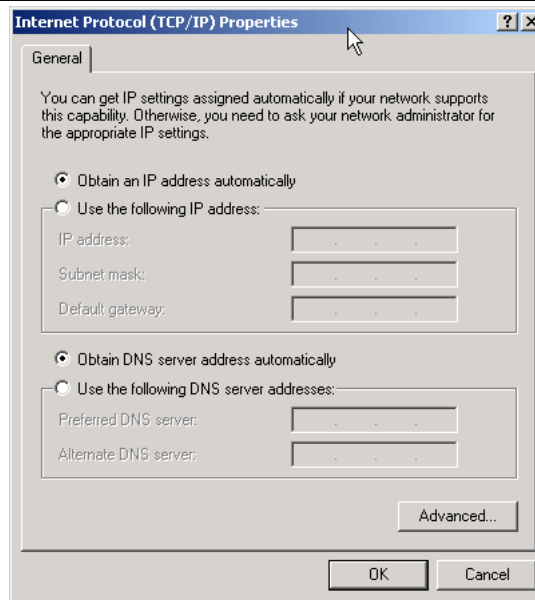 Internet Protocol (TCP/IP) Properties
General
You can get IP settings assigned automatically if your network supports
this capability. Otherwise, you need to ask your network administrator for
the appropriate IP settings.
Obtain an IP address automatically
Use the following IP address:
IP address:
Subnet mask:
Default gateway:
Obtain DNS server address automatically
Use the following DNS server addresses:
Preferred DNS server:
Alternate DNS server:
Advanced...
OK Cancel